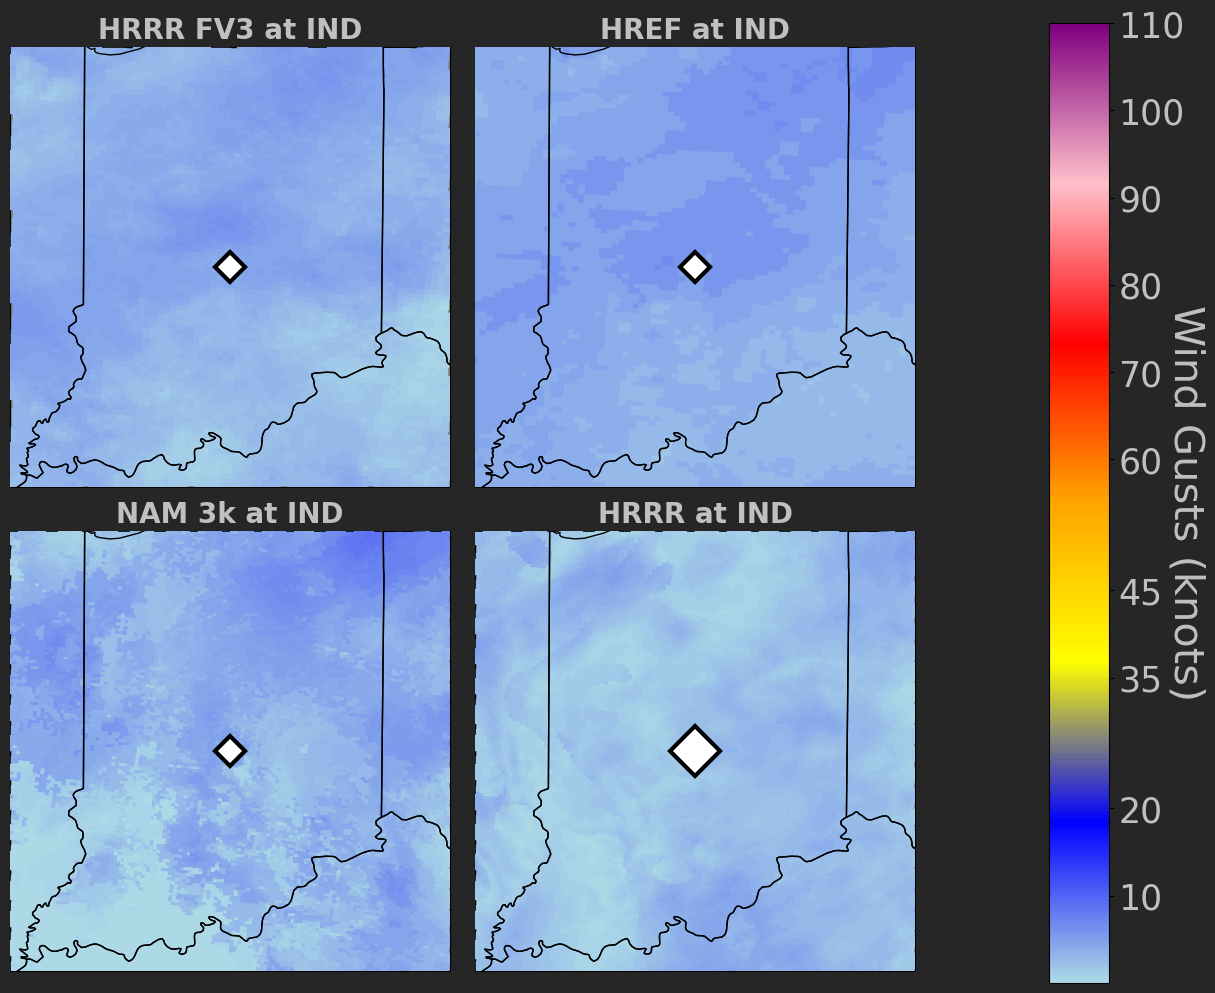 HRRR FV3 at IND
HREF at IND
NAM 3k at IND
HRRR at IND
110
100
90
80
70
60
45
35
20
10
Wind Gusts (knots)